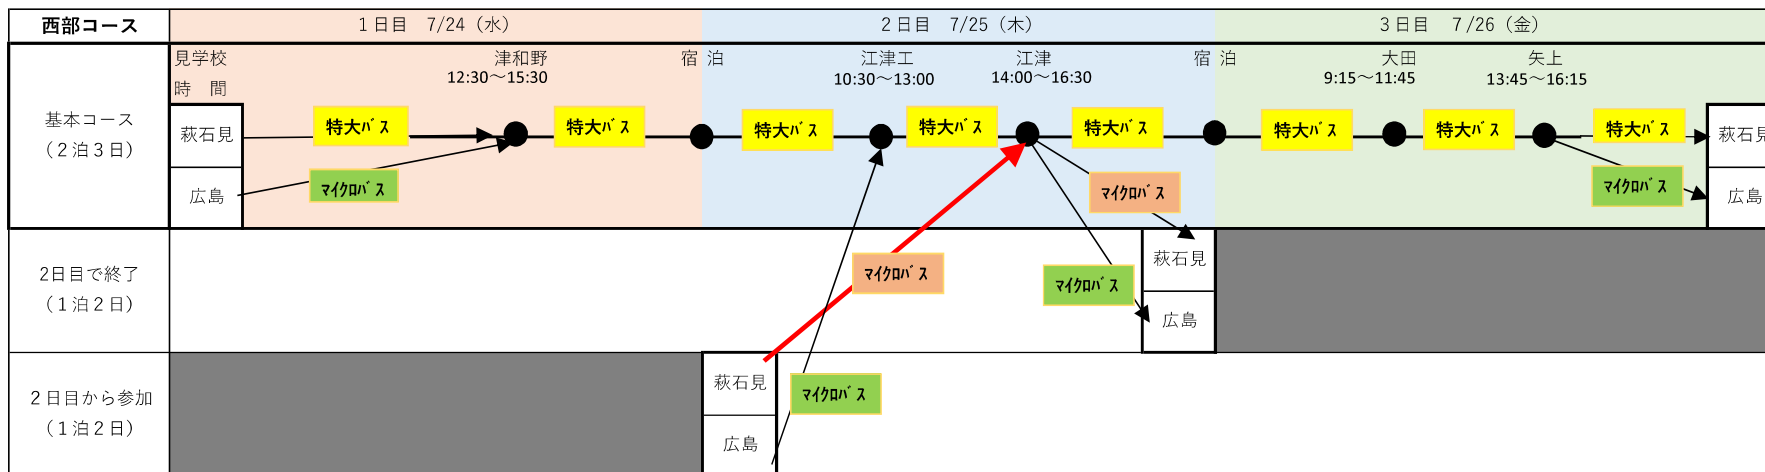 西部コース
1日目 7/24(水)
2日目 7/25(木)
3日目 7/26(金)
見学校
津和野
宿
泊
江津工
江津
宿
泊
大田
矢上
時 間
12:30～15:30
10:30～13:00
14:00～16:30
9:15～11:45
13:45～16:15
基本コース
(2泊3日)
萩石見
特大バス
特大バス
特大バス
特大バス
特大バス
特大バス
特大バス
特大バス
萩石見
広島
マイクロバス
マイクロバス
マイクロバス
広島
2日目で終了
(1泊2日)
マイクロバス
マイクロバス
萩石見
広島
2日目から参加
(1泊2日)
萩石見
マイクロバス
広島